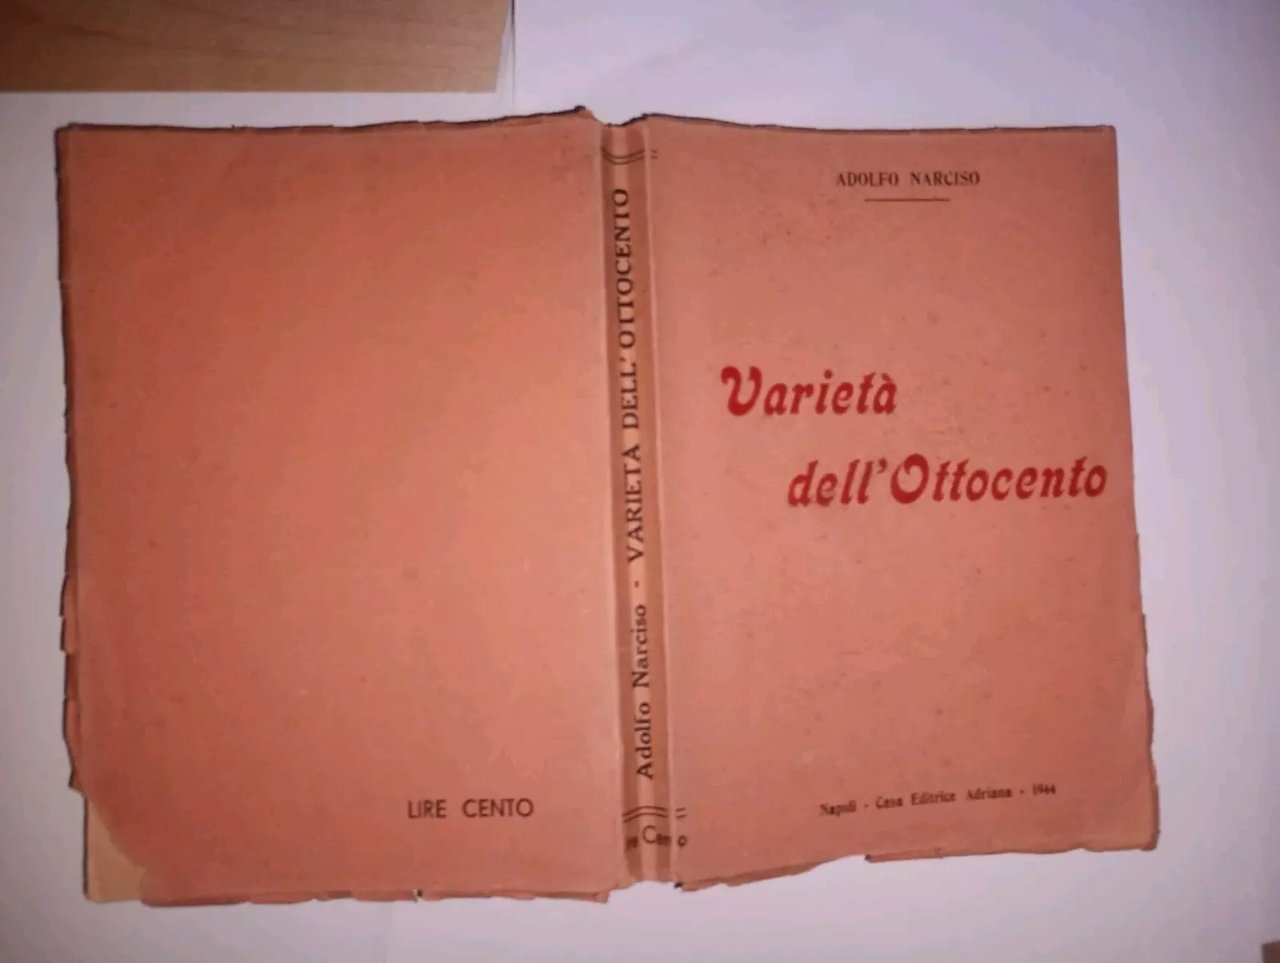 ADOLFO NARCISO
Varietà
dell'Ottocento
Napoli - Casa Editrice Adriana - 1944
Adolfo Narciso - VARIETÀ DELL'OTTOCENTO
LIRE CENTO